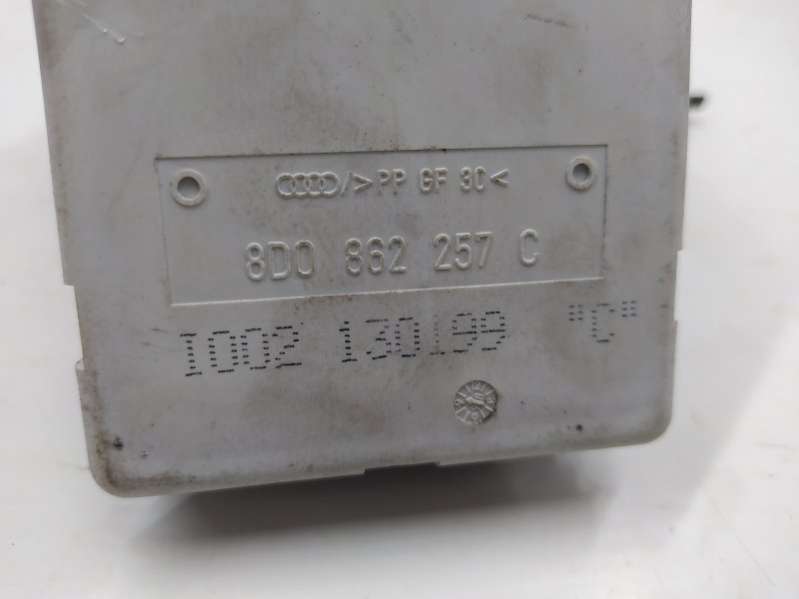 />PP GF 30<
8D0 862 257 C
1002 130199 "C"